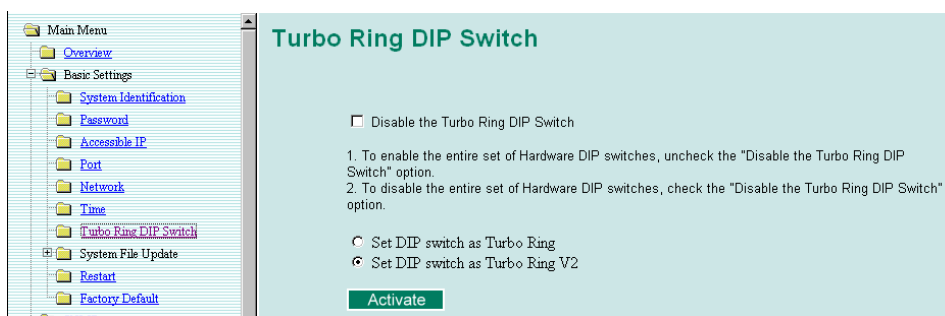 Main Menu
Overview
Basic Settings
System Identification
Password
Accessible IP
Port
Network
Time
Turbo Ring DIP Switch
System File Update
Restart
Factory Default
Turbo Ring DIP Switch
Disable the Turbo Ring DIP Switch
1. To enable the entire set of Hardware DIP switches, uncheck the "Disable the Turbo Ring DIP
Switch" option.
2. To disable the entire set of Hardware DIP switches, check the "Disable the Turbo Ring DIP Switch"
option.
Set DIP switch as Turbo Ring
Set DIP switch as Turbo Ring V2
Activate